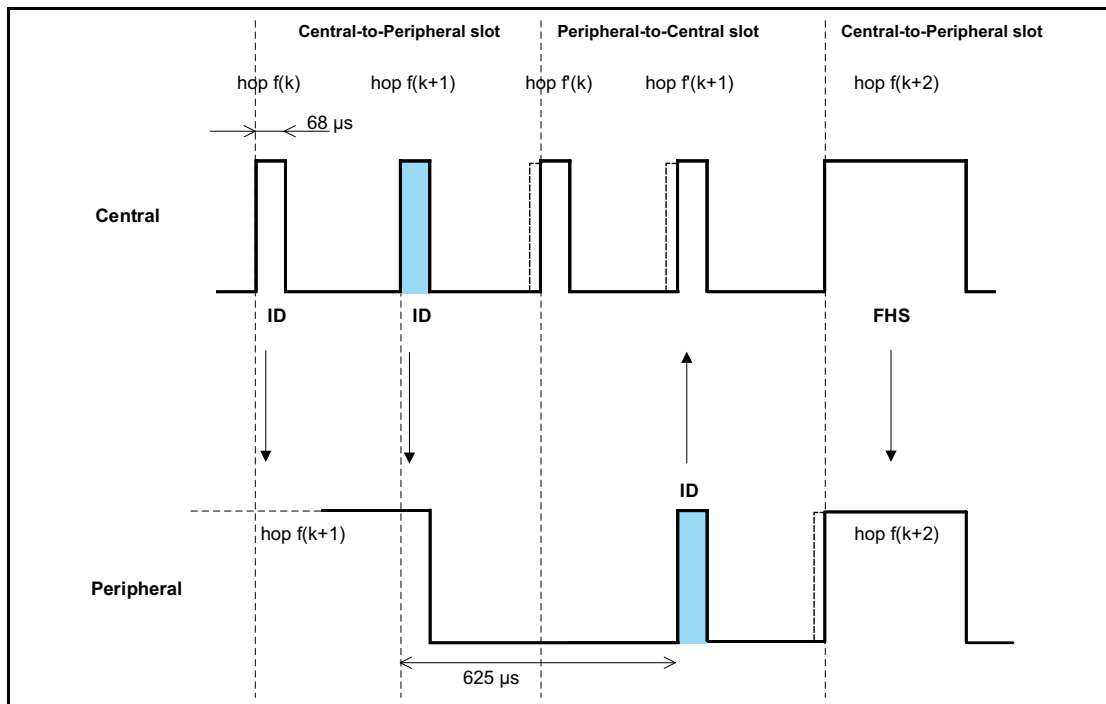 Central-to-Peripheral slot
Peripheral-to-Central slot
Central-to-Peripheral slot
hop f(k)
hop f(k+1)
hop f'(k)
hop f'(k+1)
hop f(k+2)
68 µs
Central
ID
ID
FHS
ID
hop f(k+1)
hop f(k+2)
Peripheral
625 µs